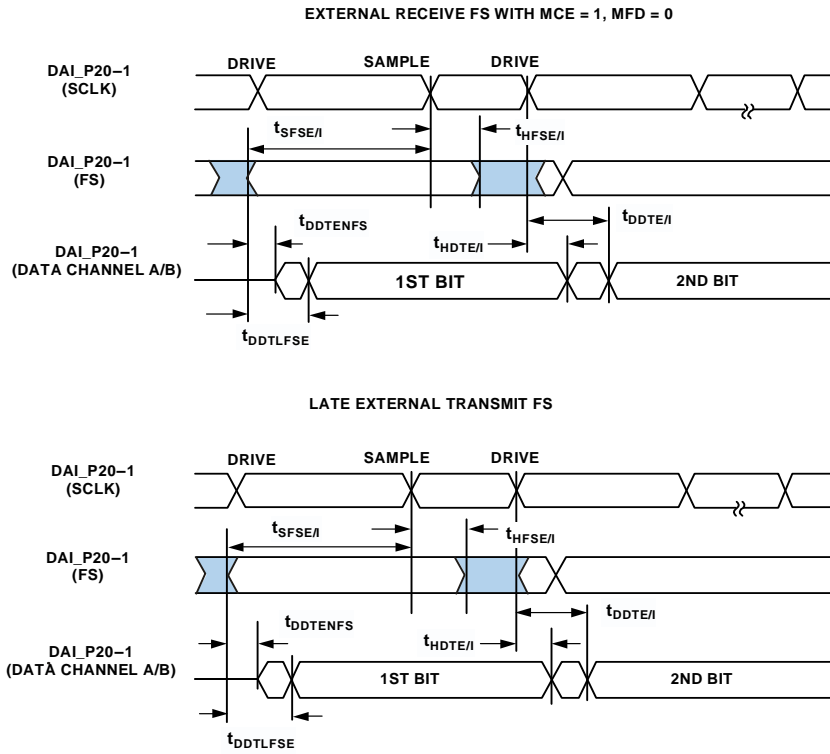 EXTERNAL RECEIVE FS WITH MCE = 1, MFD = 0
DAI_P20–1
(SCLK)
DRIVE
SAMPLE
DRIVE
tSFSE/I
tHFSE/I
DAI_P20–1
(FS)
tDDTENFS
tHDTE/I
tDDTE/I
DAI_P20–1
(DATA CHANNEL A/B)
1ST BIT
2ND BIT
tDDTLFSE
LATE EXTERNAL TRANSMIT FS
DAI_P20–1
(SCLK)
DRIVE
SAMPLE
DRIVE
tSFSE/I
tHFSE/I
DAI_P20–1
(FS)
tDDTENFS
tHDTE/I
tDDTE/I
DAI_P20–1
(DATA CHANNEL A/B)
1ST BIT
2ND BIT
tDDTLFSE